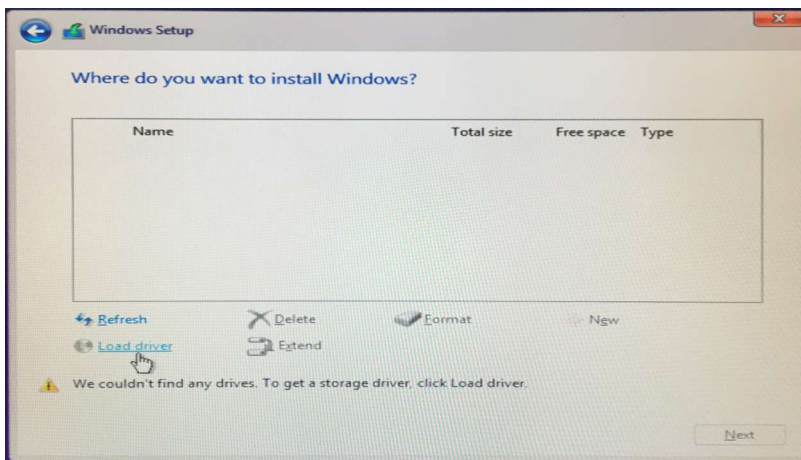 Windows Setup
Where do you want to install Windows?
Name Total size Free space Type
Refresh Delete Format New
Load driver Extend
We couldn't find any drives. To get a storage driver, click Load driver.
Next